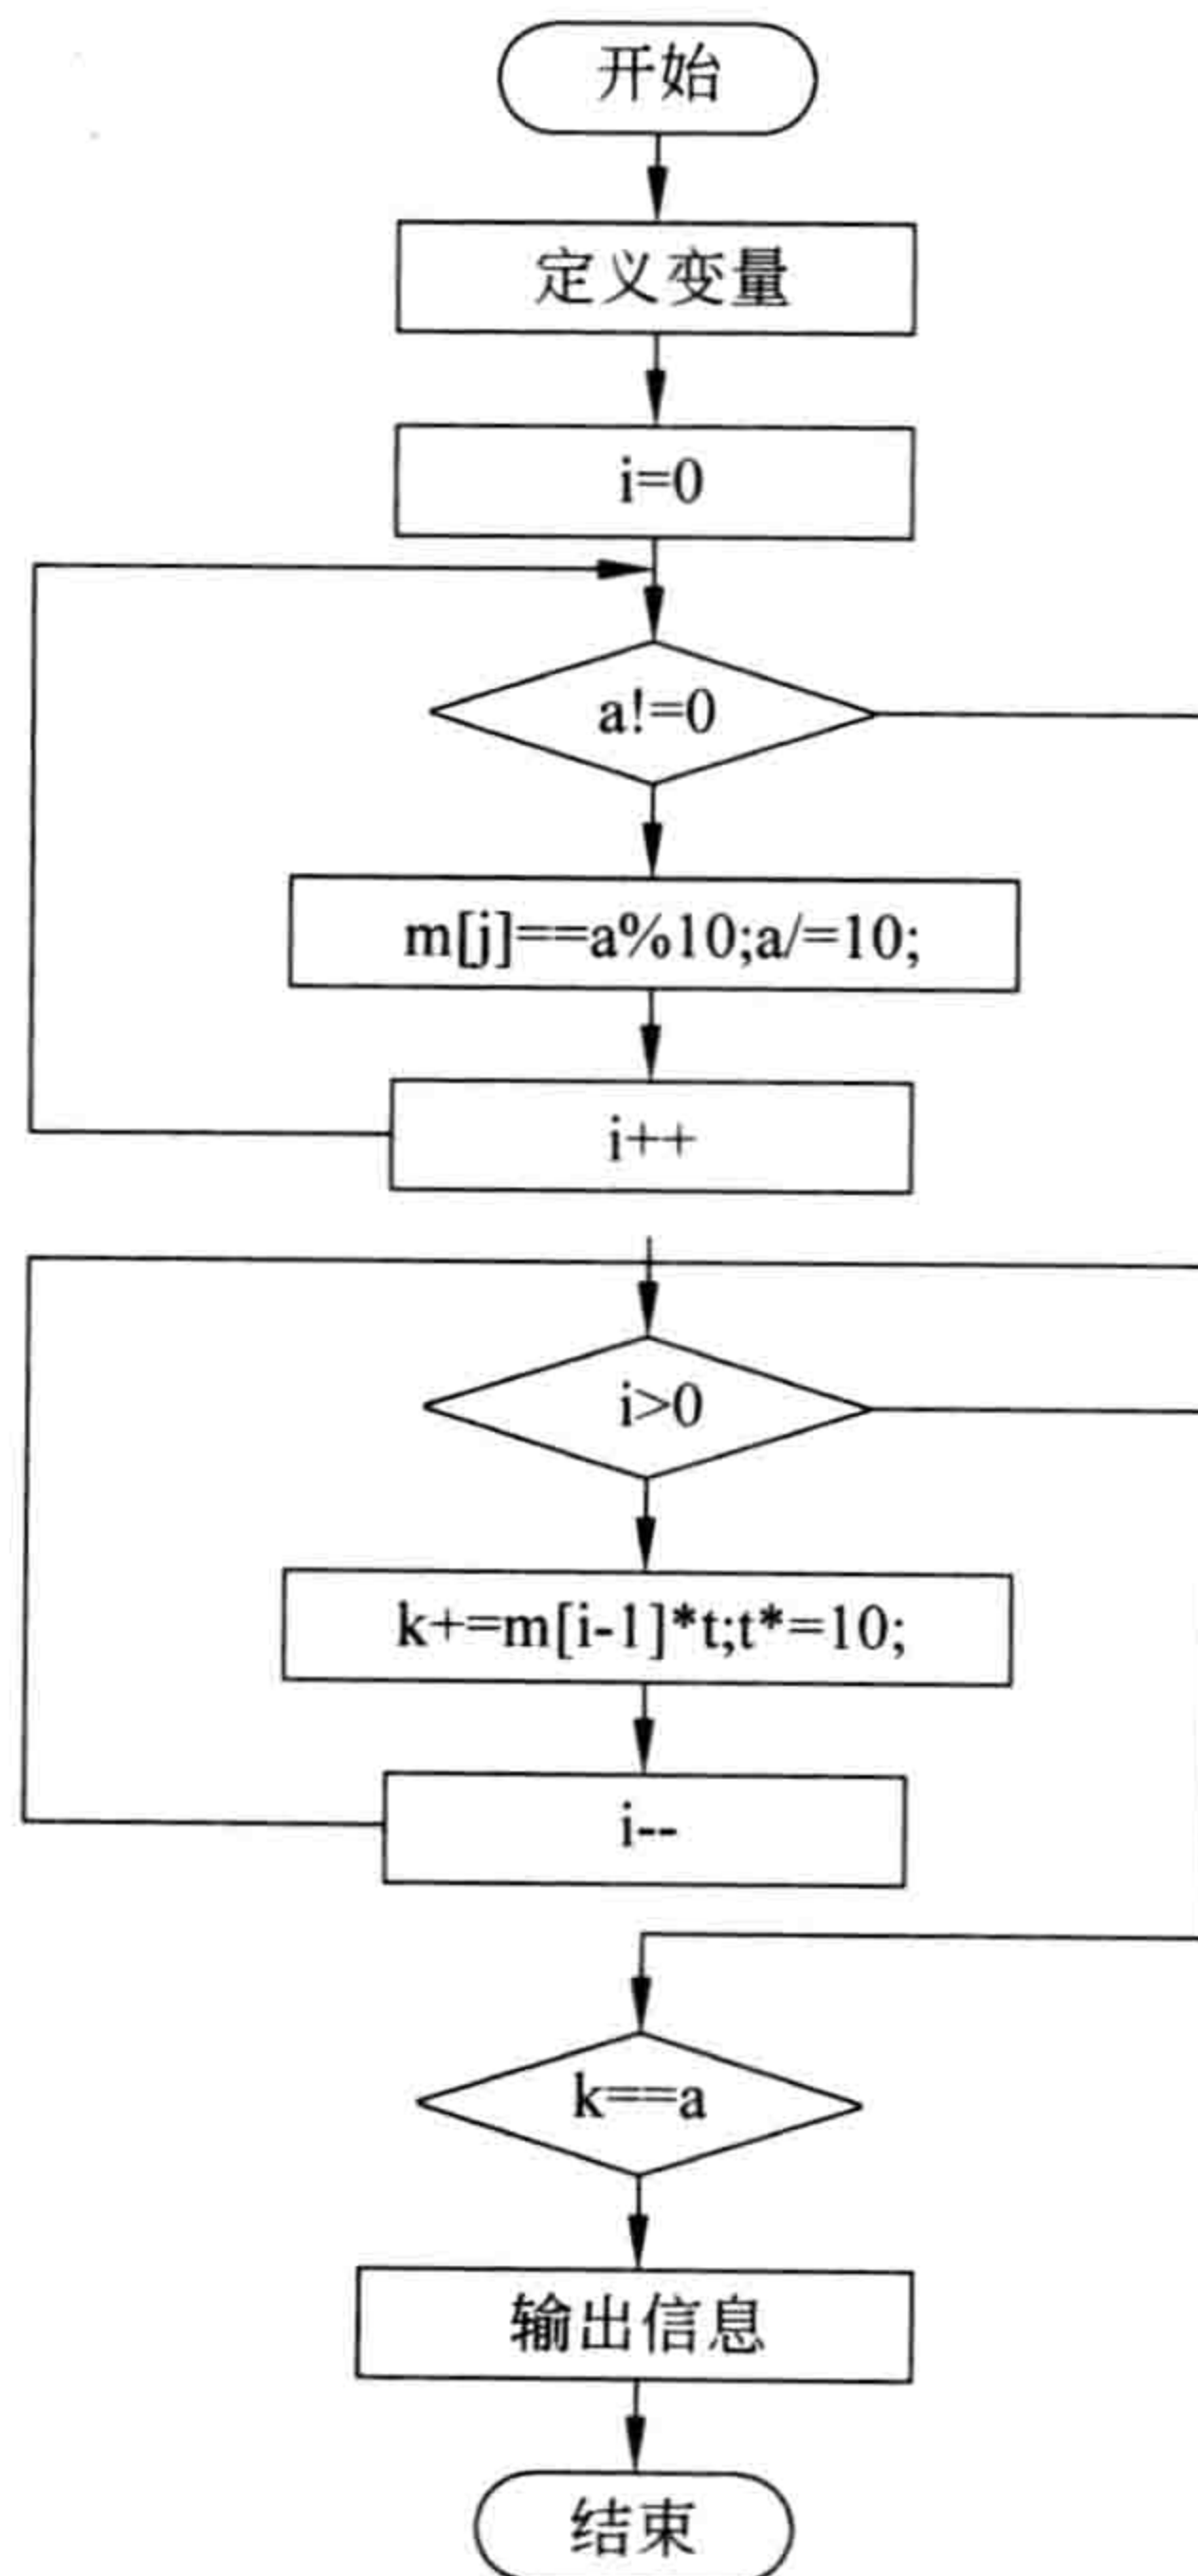 开始
定义变量
i=0
a!=0
m[j]==a%10;a/=10;
i++
i>0
k+=m[i-1]*t;t*=10;
i--
k==a
输出信息
结束